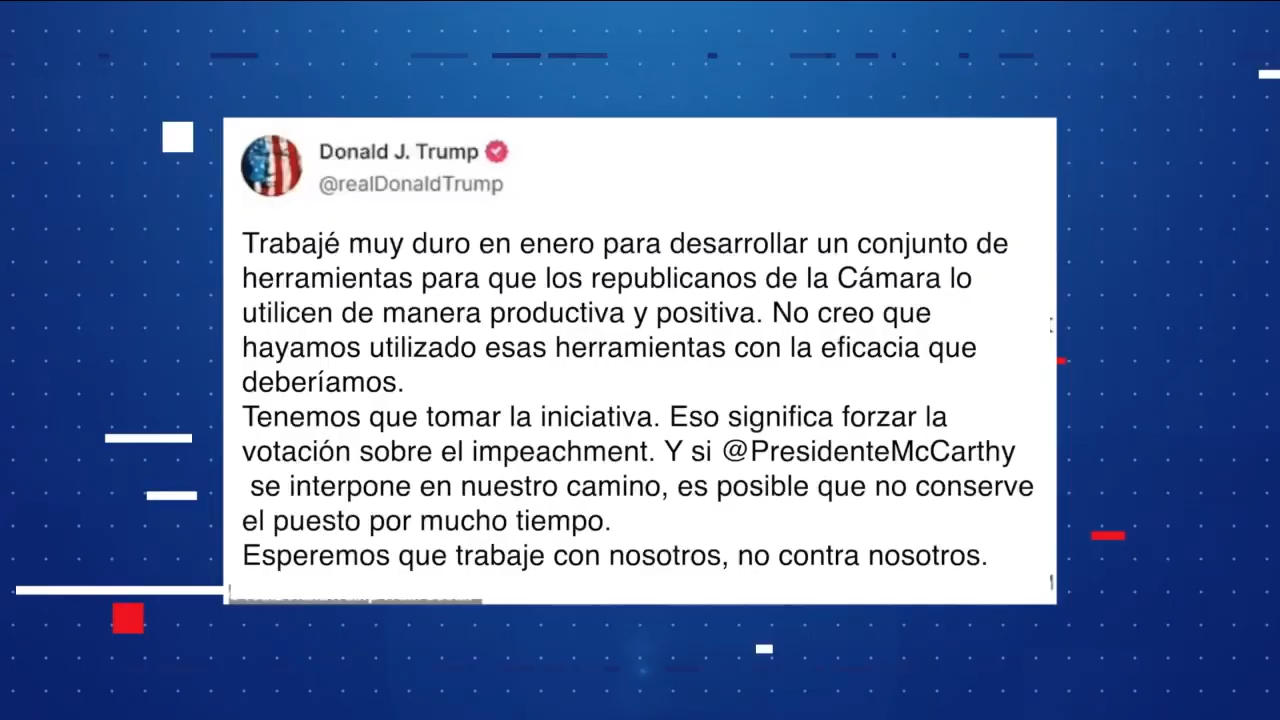 Donald J. Trump
@realDonaldTrump
Trabajé muy duro en enero para desarrollar un conjunto de
herramientas para que los republicanos de la Cámara lo
utilicen de manera productiva y positiva. No creo que
hayamos utilizado esas herramientas con la eficacia que
deberíamos.
Tenemos que tomar la iniciativa. Eso significa forzar la
votación sobre el impeachment. Y si @PresidenteMcCarthy
se interpone en nuestro camino, es posible que no conserve
el puesto por mucho tiempo.
Esperemos que trabaje con nosotros, no contra nosotros.